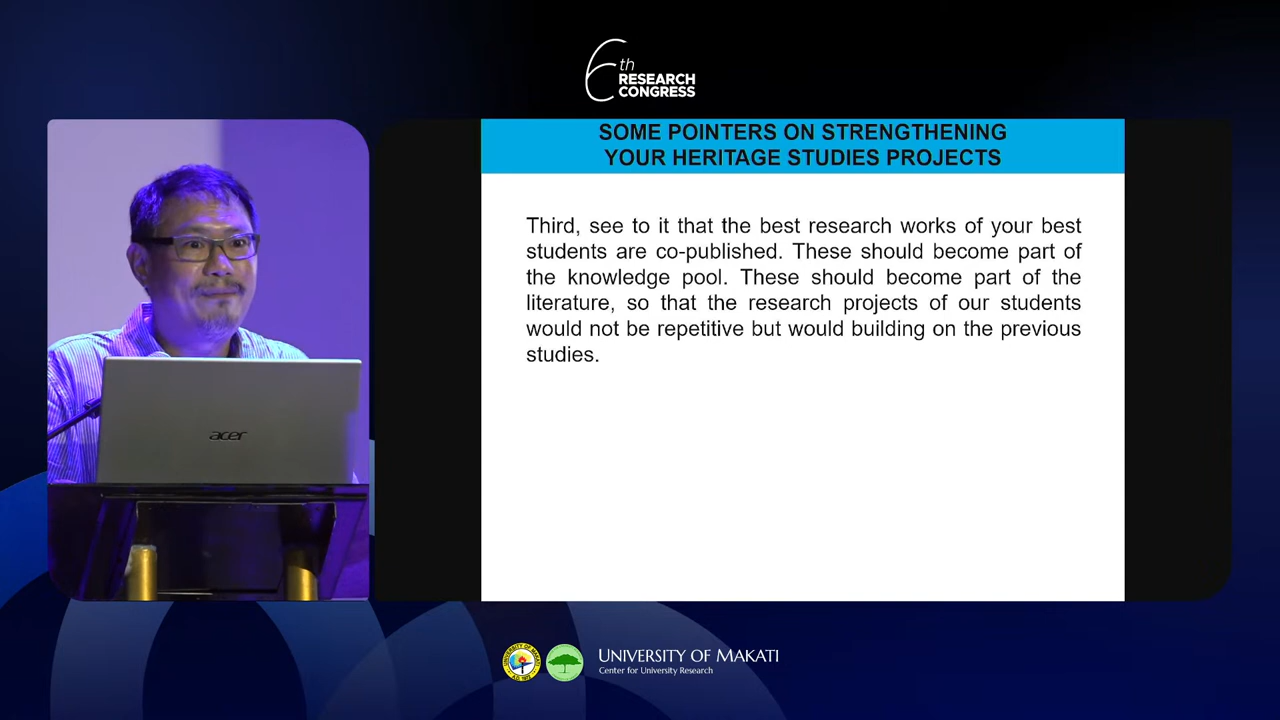 6th
RESEARCH
CONGRESS
SOME POINTERS ON STRENGTHENING
YOUR HERITAGE STUDIES PROJECTS
Third, see to it that the best research works of your best
students are co-published. These should become part of
the knowledge pool. These should become part of the
literature, so that the research projects of our students
would not be repetitive but would building on the previous
studies.
acer
UNIVERSITY OF MAKATI
Center for University Research